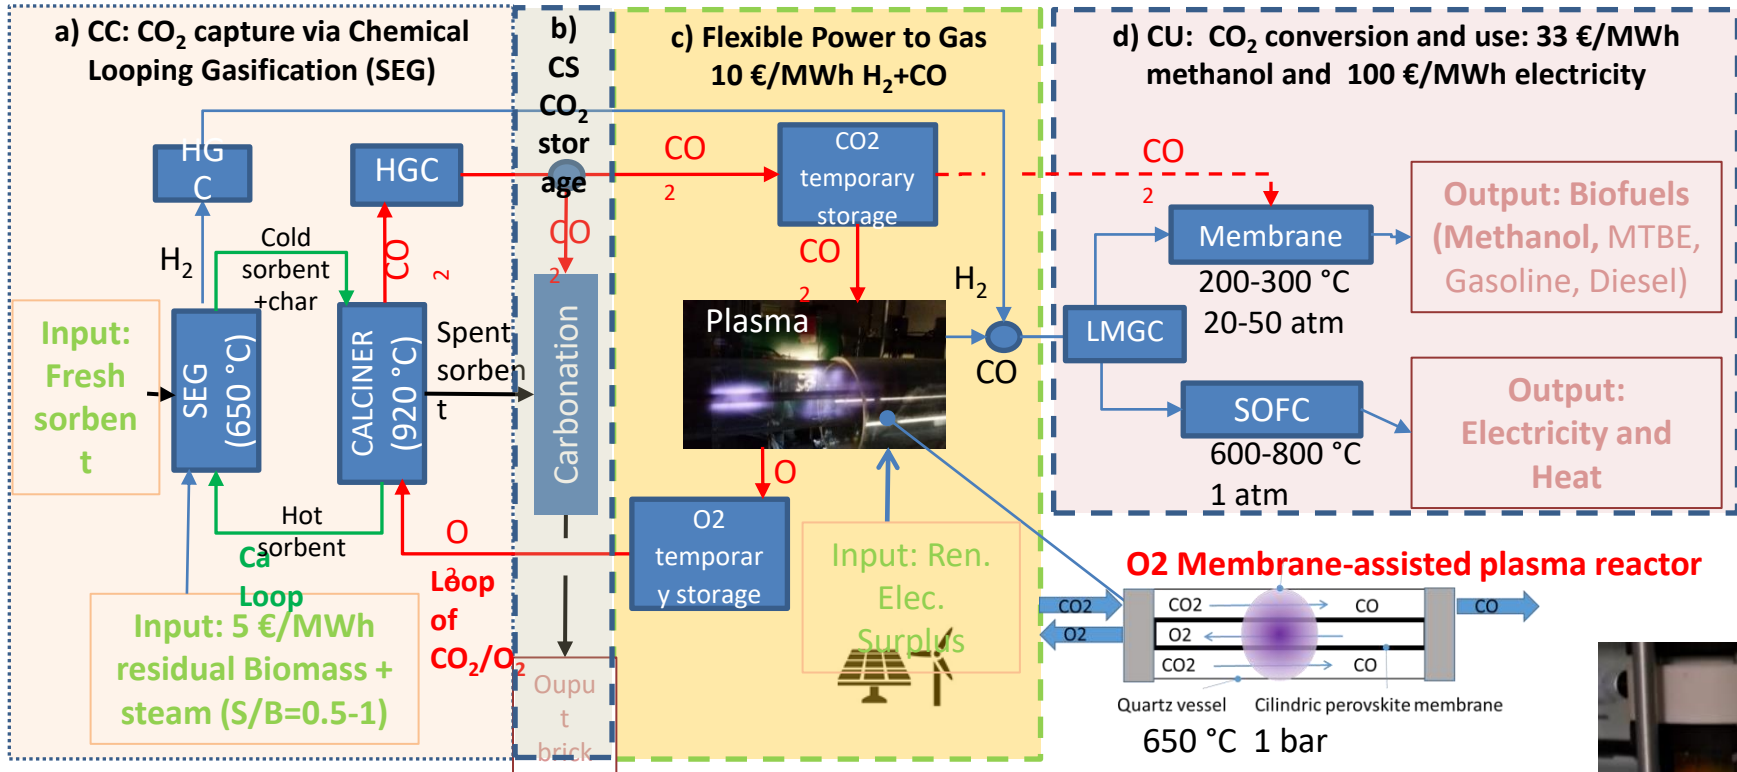 a) CC: CO2 capture via Chemical
Looping Gasification (SEG)
b)
CS
CO2
stor
age
c) Flexible Power to Gas
10 €/MWh H2+CO
d) CU: CO2 conversion and use: 33 €/MWh
methanol and 100 €/MWh electricity
HG
C
HGC
H2
Cold
sorbent
+char
CO
2
Input:
Fresh
sorben
t
SEG
(650 °C)
CALCINER
(920 °C)
Spent
sorben
t
Hot
sorbent
Ca
Loop
O
2
Loop
of
CO2/O2
Input: 5 €/MWh
residual Biomass +
steam (S/B=0.5-1)
CO
2
Carbonation
Ouput
t
brick
CO
2
CO2
temporary
storage
CO
2
Plasma
H2
CO
O
O2
temporar
y storage
Input: Ren.
Elec.
Surplus
CO
2
Membrane
200-300 °C
20-50 atm
LMGC
SOFC
600-800 °C
1 atm
Output: Biofuels
(Methanol, MTBE,
Gasoline, Diesel)
Output:
Electricity and
Heat
O2 Membrane-assisted plasma reactor
CO2
O2
CO2 CO
O2
CO2 CO
CO
Quartz vessel Cilindric perovskite membrane
650 °C 1 bar